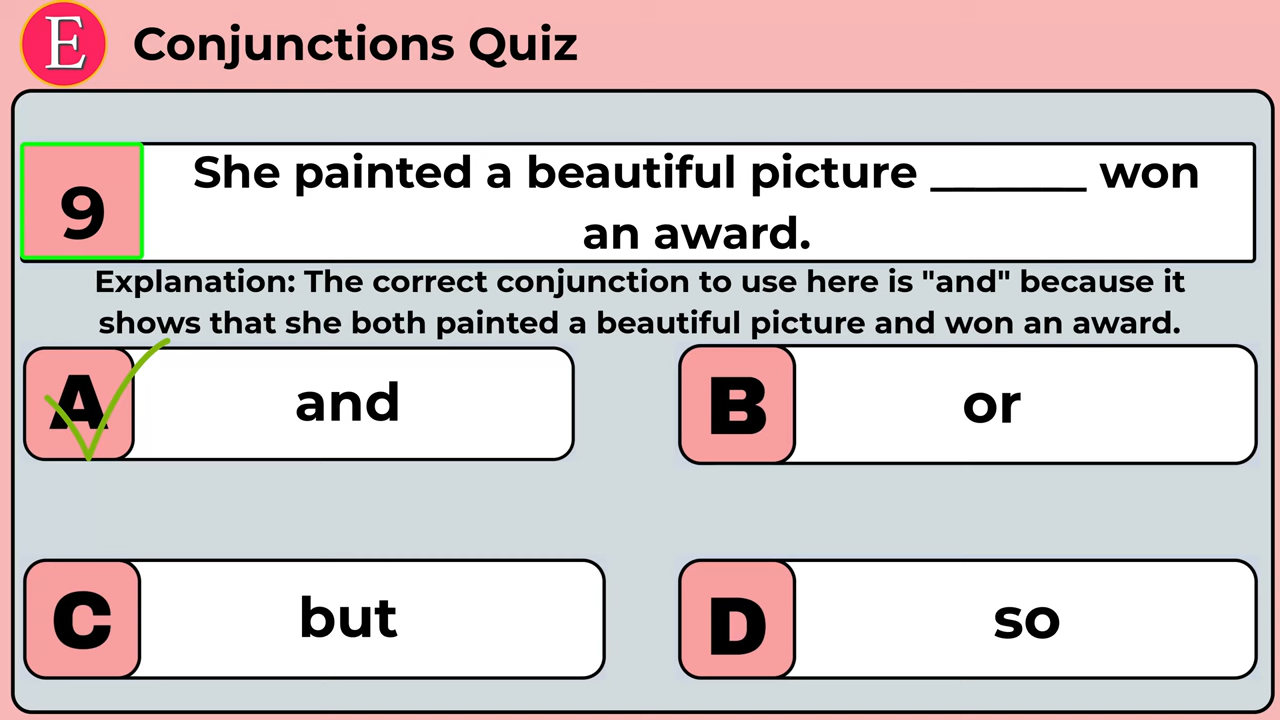 E Conjunctions Quiz
9
She painted a beautiful picture _______ won
an award.
Explanation: The correct conjunction to use here is "and" because it
shows that she both painted a beautiful picture and won an award.
A and
B or
C but
D so